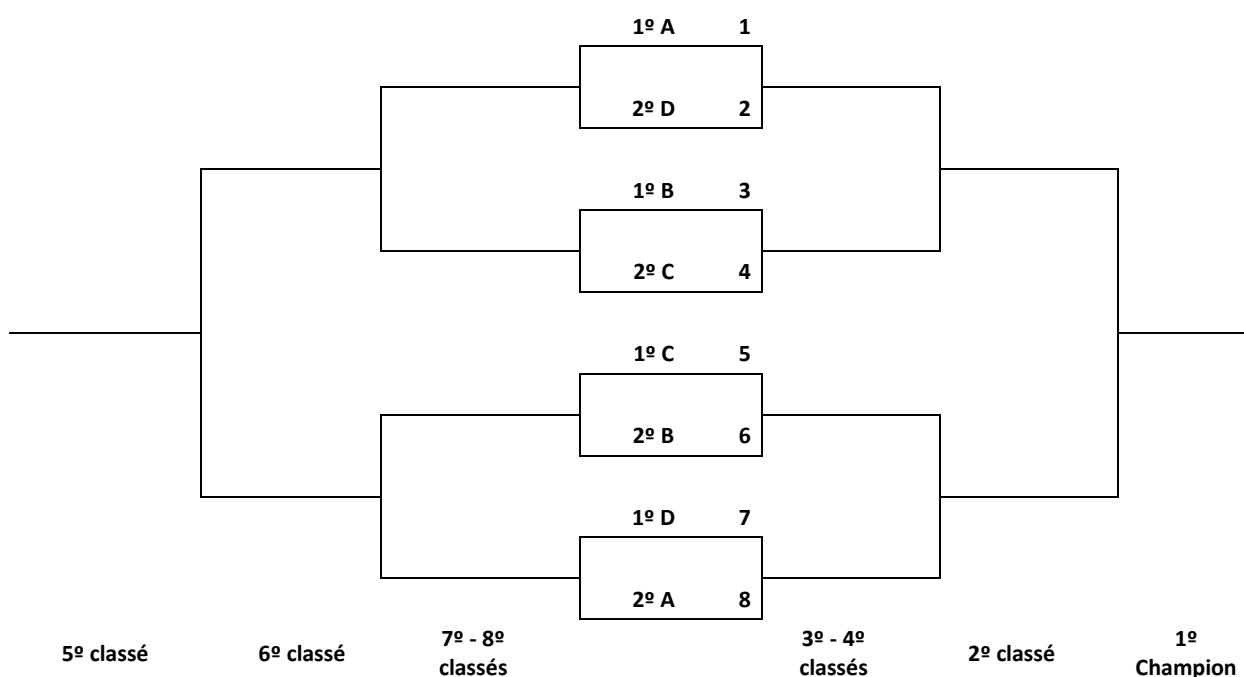 1º A 1
2º D 2
1º B 3
2º C 4
1º C 5
2º B 6
1º D 7
2º A 8
5º classé
6º classé
7º - 8º
classés
3º - 4º
classés
2º classé
1º
Champion